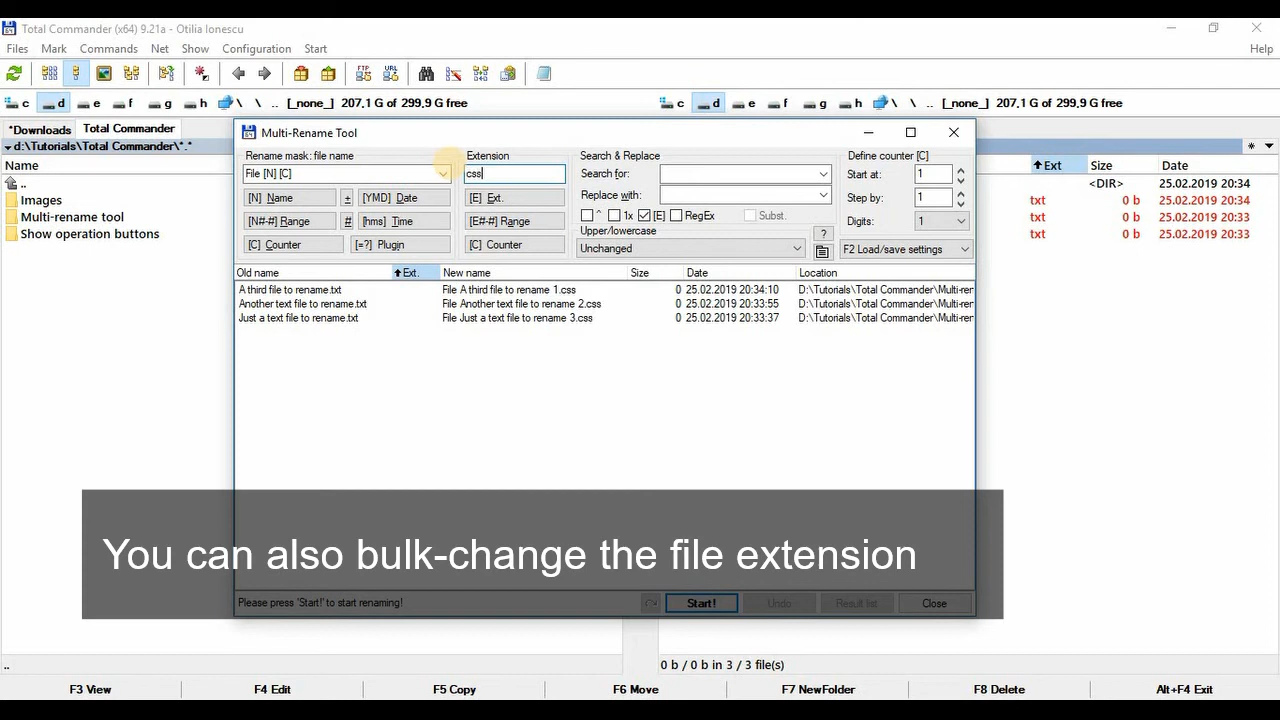 Total Commander (x64) 9.21a - Otilia Ionescu
Files Mark Commands Net Show Configuration Start Help
FTP URL
c d e f g h \ \ .. [_none_] 207,1 G of 299,9 G free
c d e f g h \ \ .. [_none_] 207,1 G of 299,9 G free
*Downloads Total Commander
d:\Tutorials\Total Commander\*.*
Name
..
Images
Multi-rename tool
Show operation buttons
Ext Size Date
<DIR> 25.02.2019 20:34
txt 0 b 25.02.2019 20:34
txt 0 b 25.02.2019 20:33
txt 0 b 25.02.2019 20:33
Multi-Rename Tool
Rename mask: file name Extension Search & Replace Define counter [C]
File [N] [C] css Search for: Start at: 1
[N] Name + [YMD] Date [E] Ext. Replace with: Step by: 1
[N#-#] Range # [hms] Time [E#-#] Range ^ 1x [E] RegEx Subst. Digits: 1
Upper/lowercase ?
[C] Counter [=?] Plugin [C] Counter Unchanged F2 Load/save settings
Old name Ext. New name Size Date Location
A third file to rename.txt File A third file to rename 1.css 0 25.02.2019 20:34:10 D:\Tutorials\Total Commander\Multi-ren
Another text file to rename.txt File Another text file to rename 2.css 0 25.02.2019 20:33:55 D:\Tutorials\Total Commander\Multi-ren
Just a text file to rename.txt File Just a text file to rename 3.css 0 25.02.2019 20:33:37 D:\Tutorials\Total Commander\Multi-ren
You can also bulk-change the file extension
Please press 'Start!' to start renaming! Start! Undo Result list Close
..
0 b / 0 b in 3 / 3 file(s)
F3 View F4 Edit F5 Copy F6 Move F7 NewFolder F8 Delete Alt+F4 Exit